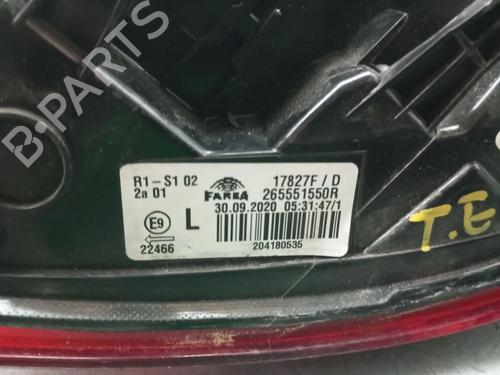 B-PARTS
R1-S1 02
2a 01
E9
22466
L
FARBA
17827F / D
265551550R
30.09.2020 05:31:47/1
204180535
T.E